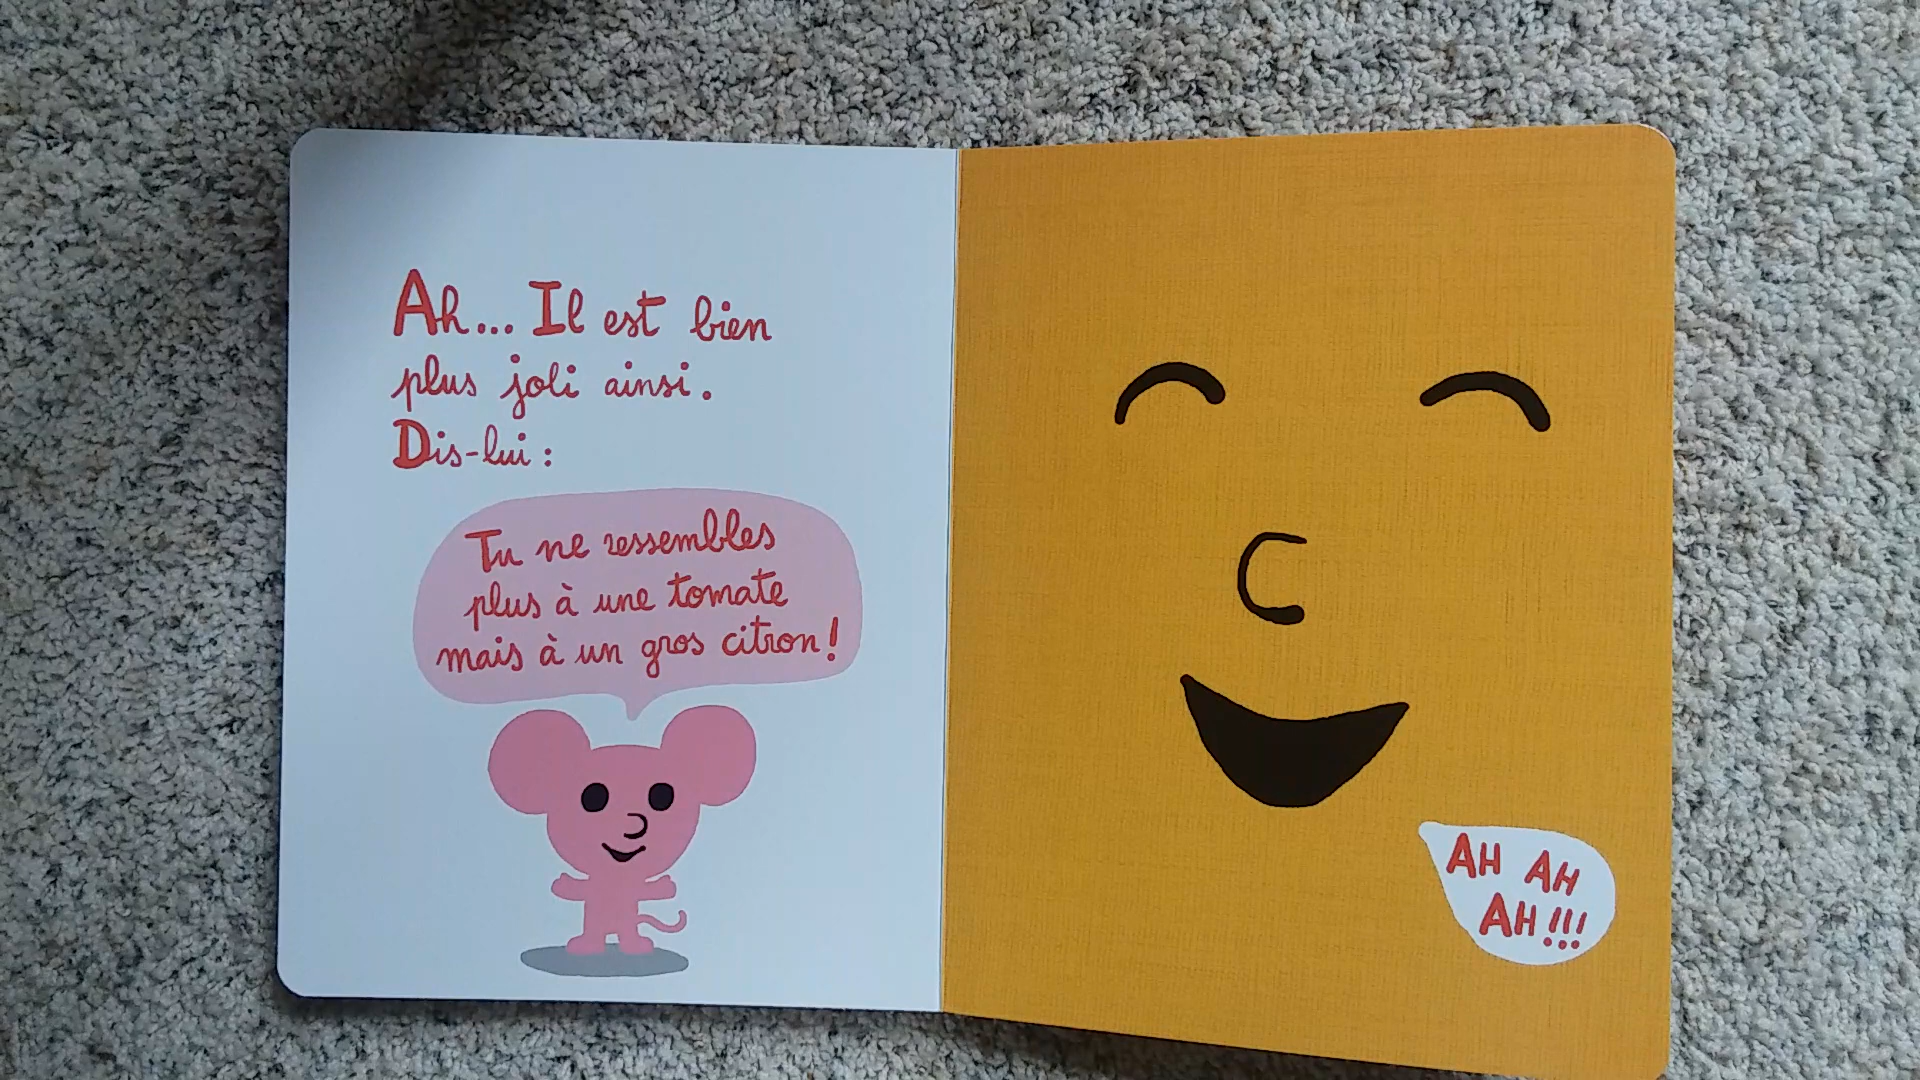 Ah... Il est bien
plus joli ainsi.
Dis-lui :
Tu ne ressembles
plus à une tomate
mais à un gros citron !
AH AH
AH !!!